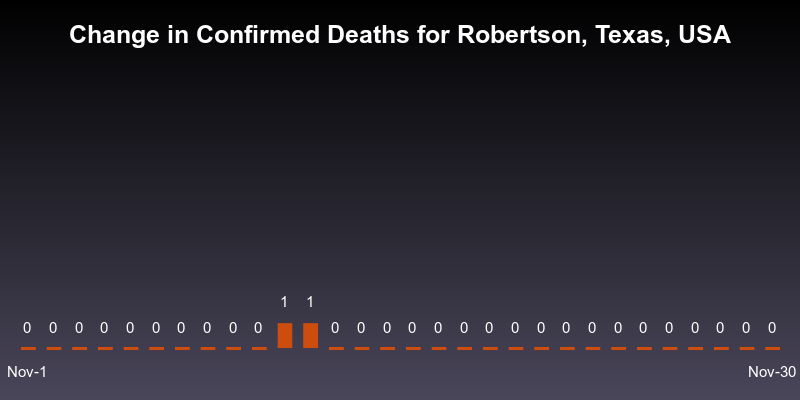 Change in Confirmed Deaths for Robertson, Texas, USA
1 1
0 0 0 0 0 0 0 0 0 0 0 0 0 0 0 0 0 0 0 0 0 0 0 0 0 0 0 0
Nov-1 Nov-30